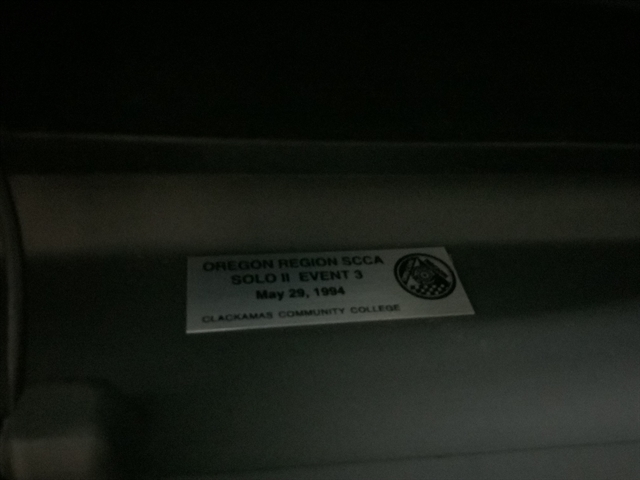 OREGON REGION SCCA
SOLO II EVENT 3
May 29, 1994
CLACKAMAS COMMUNITY COLLEGE